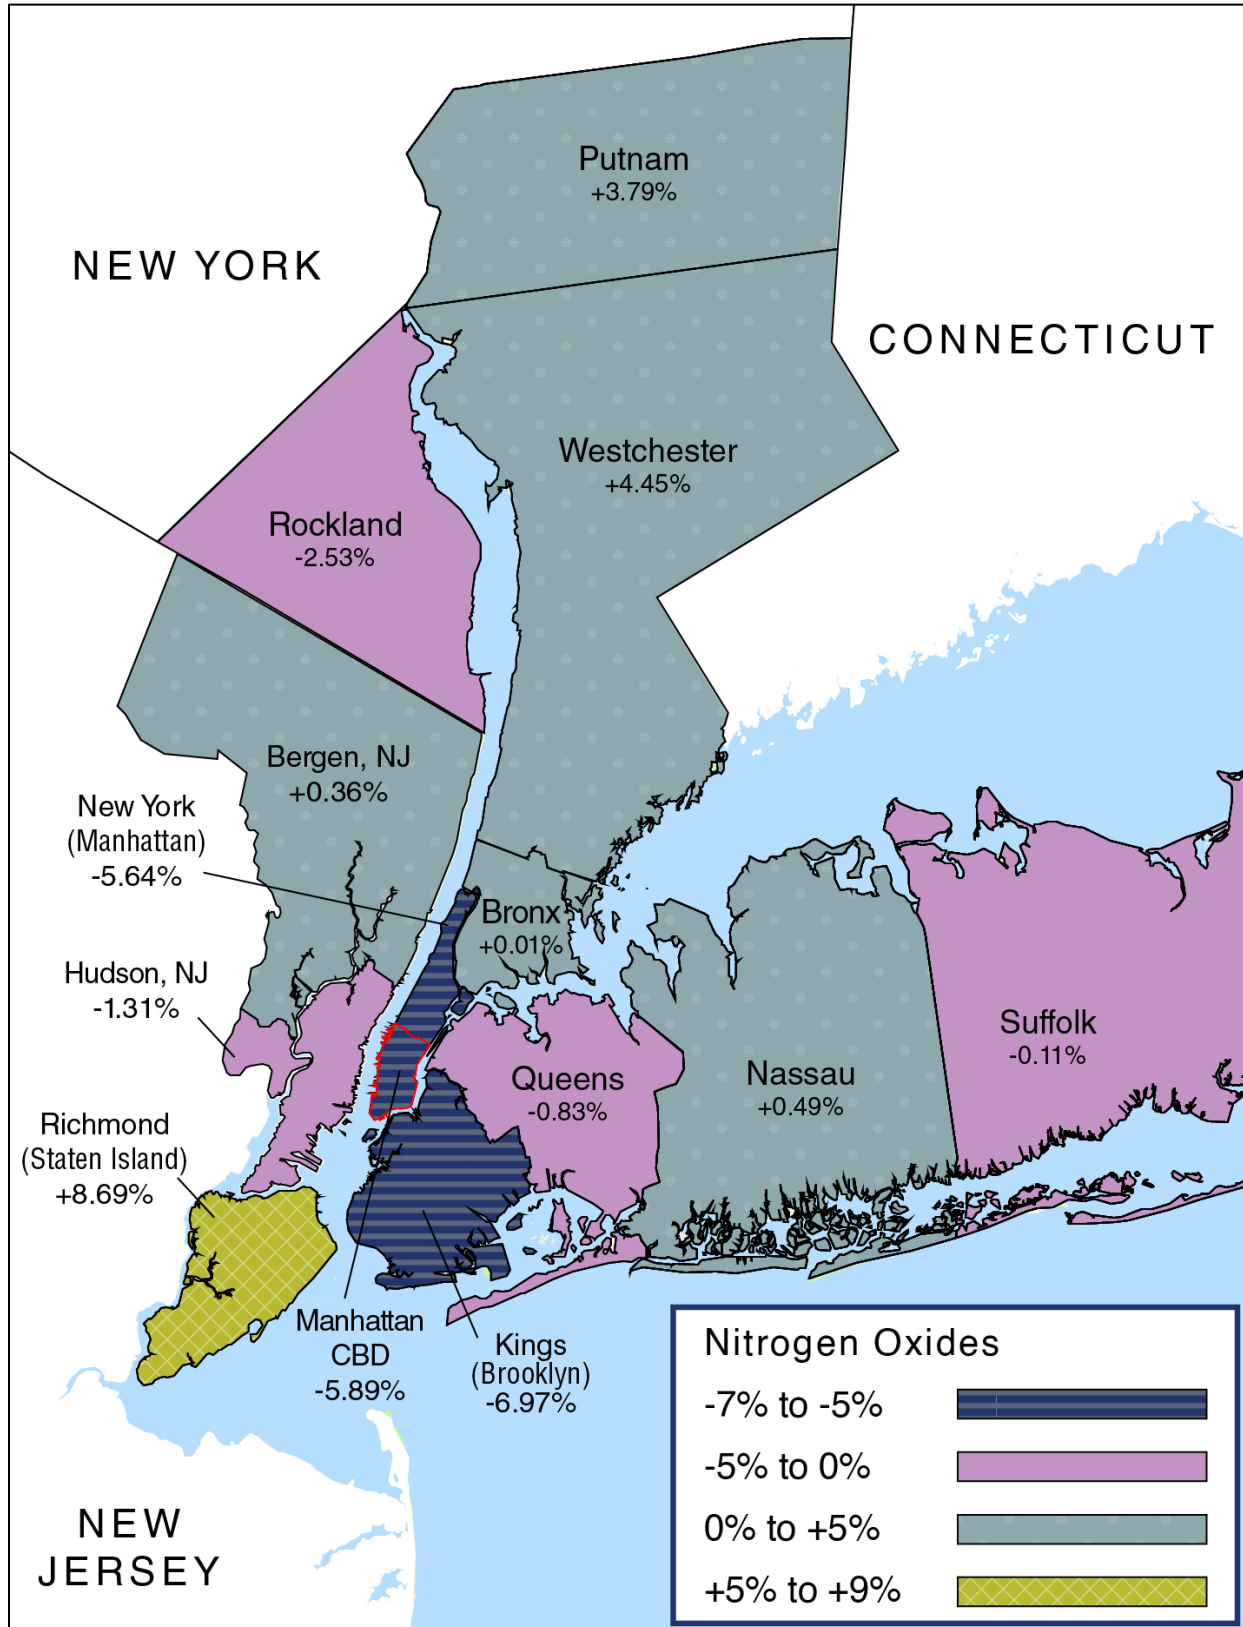 Putnam
+3.79%
NEW YORK
CONNECTICUT
Westchester
+4.45%
Rockland
-2.53%
Bergen, NJ
+0.36%
New York
(Manhattan)
-5.64%
Bronx
+0.01%
Hudson, NJ
-1.31%
Suffolk
-0.11%
Queens
-0.83%
Nassau
+0.49%
Richmond
(Staten Island)
+8.69%
Manhattan
CBD
-5.89%
Kings
(Brooklyn)
-6.97%
NEW
JERSEY
Nitrogen Oxides
-7% to -5%
-5% to 0%
0% to +5%
+5% to +9%